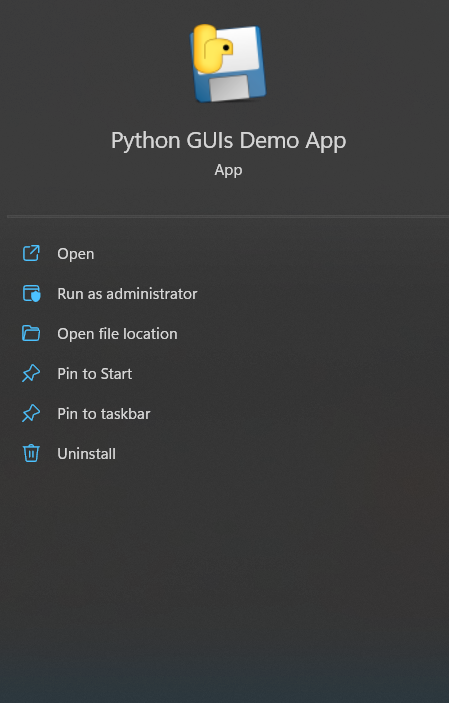 Python GUIs Demo App
App
Open
Run as administrator
Open file location
Pin to Start
Pin to taskbar
Uninstall